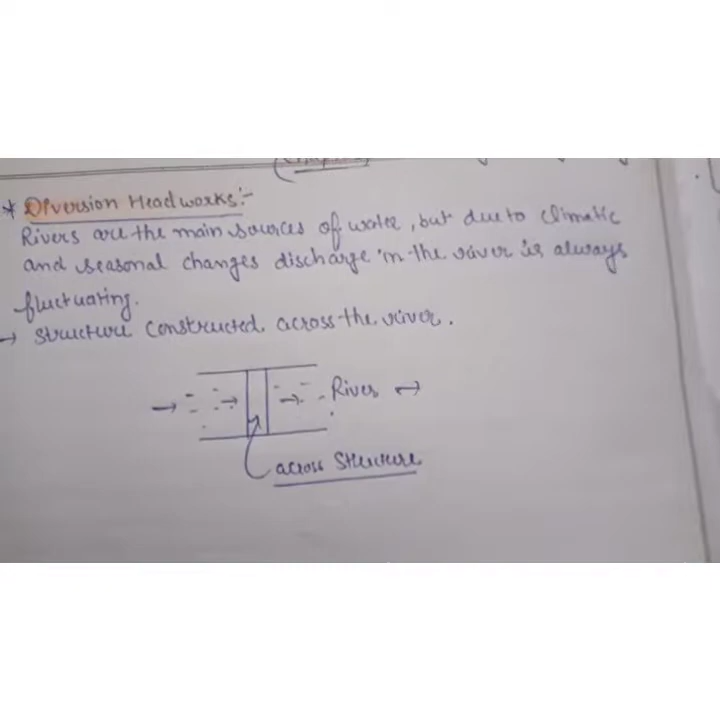 * Diversion Headworks:-
Rivers are the main sources of water, but due to climatic
and seasonal changes discharge in the river is always
fluctuating.
→ Structure constructed across the river.
→ → → River ↔
across structure